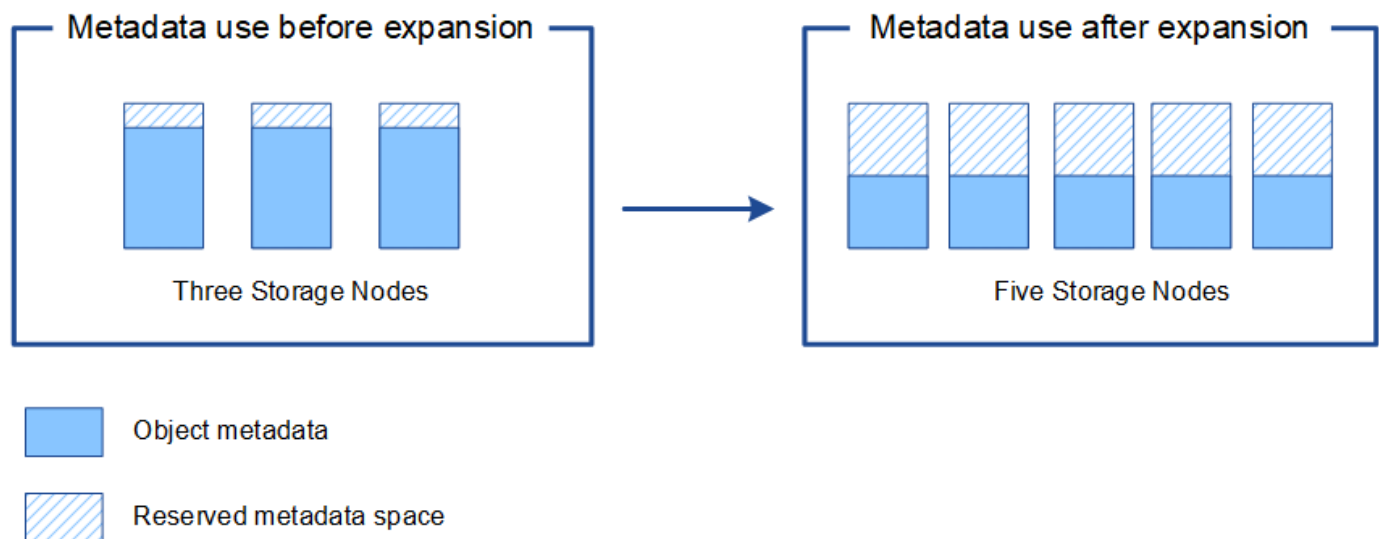 Metadata use before expansion
Three Storage Nodes
Metadata use after expansion
Five Storage Nodes
Object metadata
Reserved metadata space